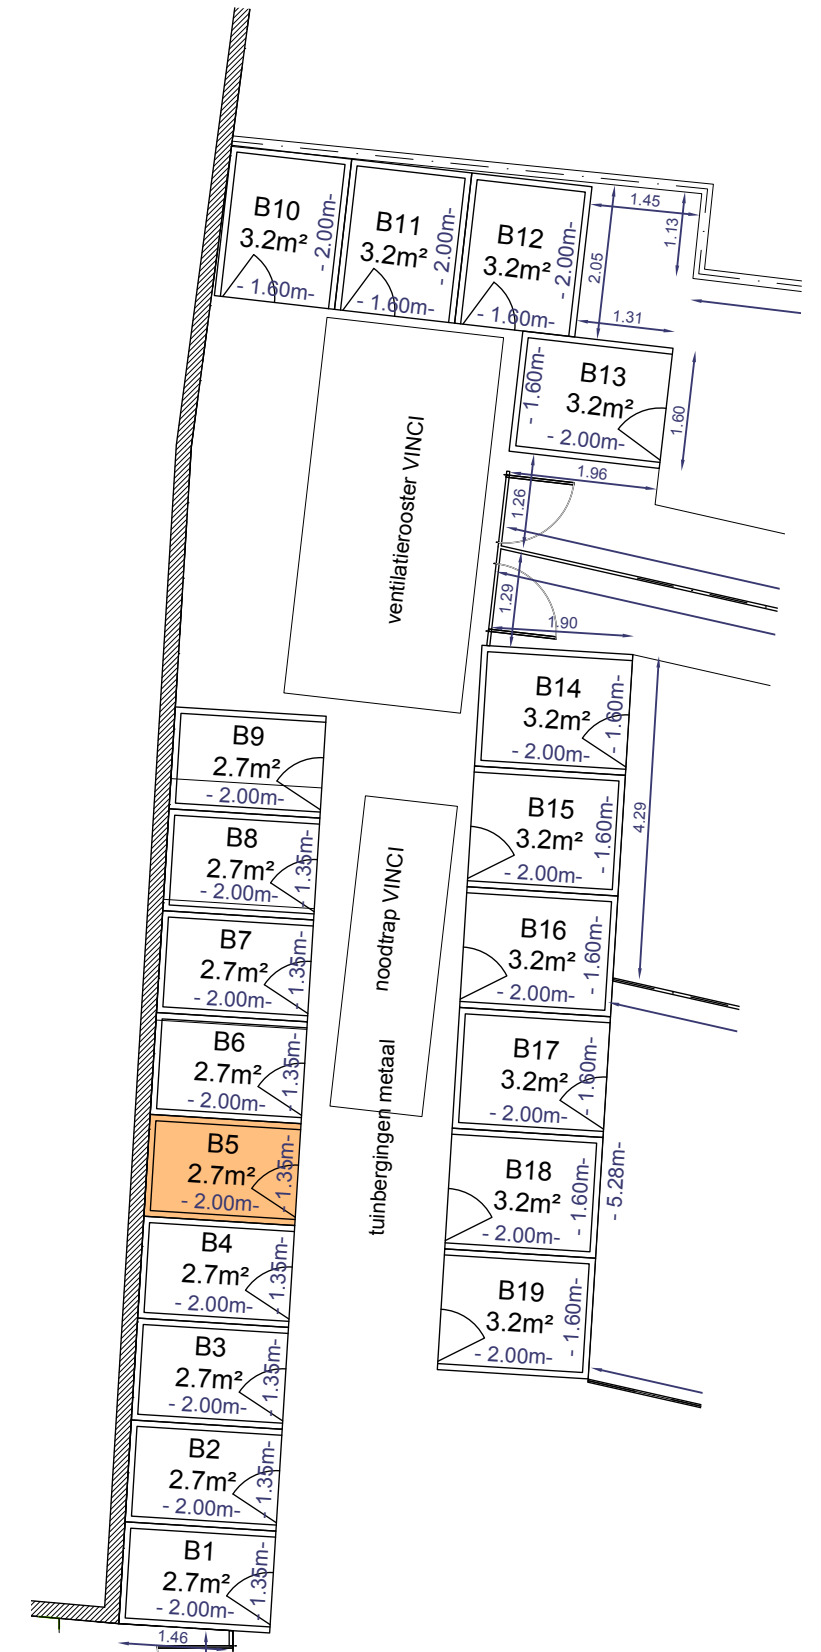 B10
3.2m²
- 2.00m-
- 1.60m-
B11
3.2m²
- 2.00m-
- 1.60m-
B12
3.2m²
- 2.00m-
- 1.60m-
1.45
1.13
2.05
1.31
B13
3.2m²
- 1.60m-
- 2.00m-
1.60
1.96
1.26
1.29
1.90
ventilatierooster VINCI
B14
3.2m²
- 1.60m-
- 2.00m-
B9
2.7m²
- 2.00m-
B15
3.2m²
- 1.60m-
- 2.00m-
4.29
B8
2.7m²
- 1.35m-
- 2.00m-
noodtrap VINCI
B16
3.2m²
- 1.60m-
- 2.00m-
B7
2.7m²
- 1.35m-
- 2.00m-
B6
2.7m²
- 1.35m-
- 2.00m-
tuinbergingen metaal
B17
3.2m²
- 1.60m-
- 2.00m-
B5
2.7m²
- 1.35m-
- 2.00m-
B18
3.2m²
- 1.60m-
- 2.00m-
- 5.28m-
B4
2.7m²
- 1.35m-
- 2.00m-
B19
3.2m²
- 1.60m-
- 2.00m-
B3
2.7m²
- 1.35m-
- 2.00m-
B2
2.7m²
- 1.35m-
- 2.00m-
B1
2.7m²
- 1.35m-
- 2.00m-
1.46